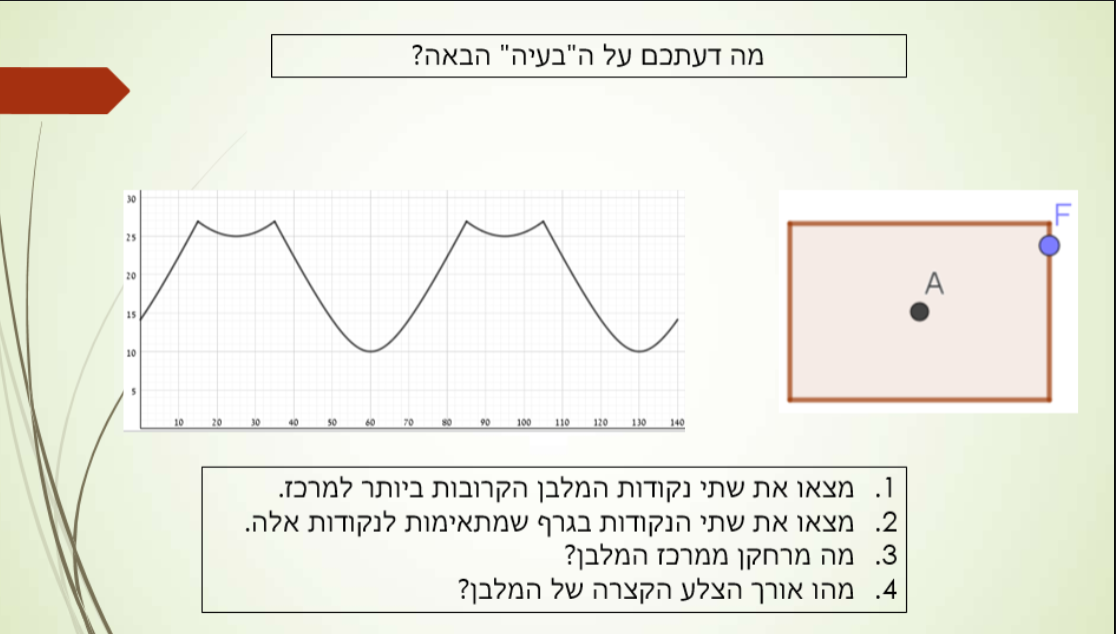 מה דעתכם על ה"בעיה" הבאה?
30
25
20
15
10
5
10 20 30 40 50 60 70 80 90 100 110 120 130 140
F
A
1. מצאו את שתי נקודות המלבן הקרובות ביותר למרכז.
2. מצאו את שתי הנקודות בגרף שמתאימות לנקודות אלה.
3. מה מרחקן ממרכז המלבן?
4. מהו אורך הצלע הקצרה של המלבן?